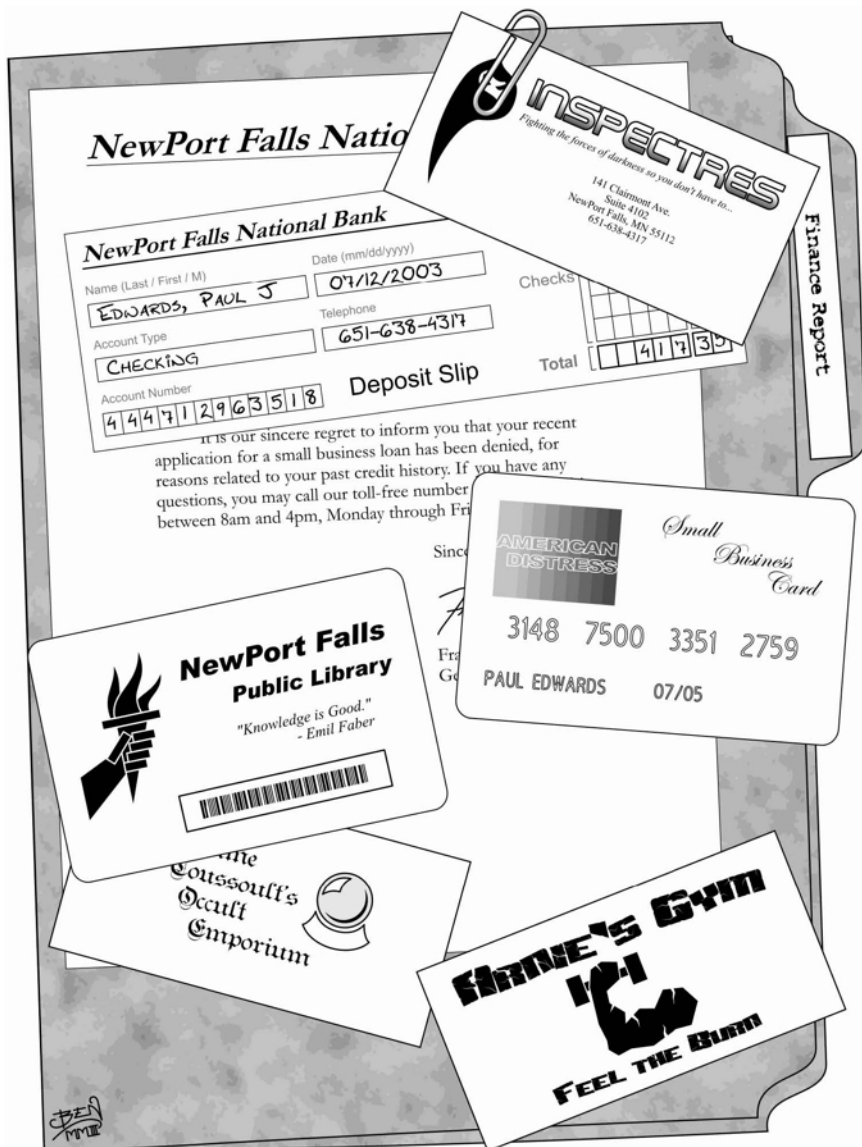 NewPort Falls
INSPECTRES
Fighting the forces of darkness so you don't have to...
141 Clairmont Ave.
Suite 4102
NewPort Falls, MN 55112
651-638-4317
Finance Report
NewPort Falls National Bank
Name (Last / First / M)
EDWARDS, PAUL J
Date (mm/dd/yyyy)
07/12/2003
Checks
Account Type
CHECKING
Telephone
651-638-4317
Account Number
444712963518
Deposit Slip
Total
41735
It is our sincere regret to inform you that your recent
application for a small business loan has been denied, for
reasons related to your past credit history. If you have any
questions, you may call our toll-free number
between 8am and 4pm, Monday through
AMERICAN
DISTRESS
Small
Business
Card
3148 7500 3351 2759
PAUL EDWARDS 07/05
NewPort Falls
Public Library
"Knowledge is Good."
- Emil Faber
Coussoult's
Occult
Emporium
ARNIE'S GYM
FEEL THE BURN
BEN
MMIII